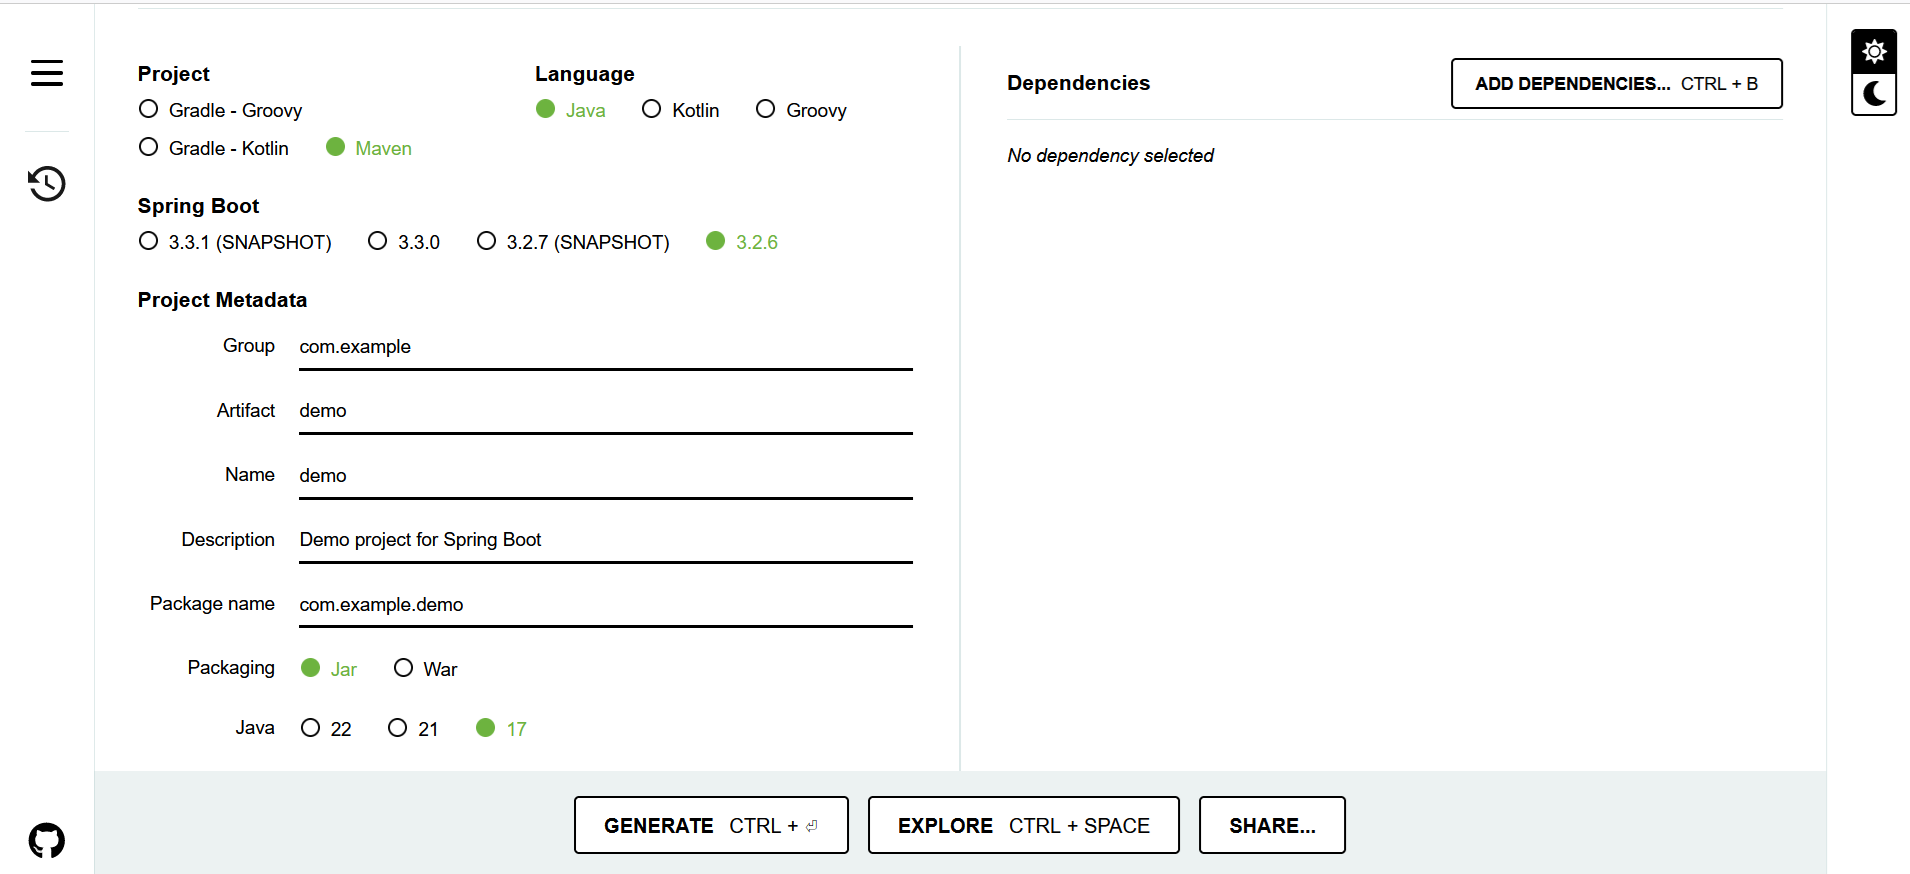 Project
Gradle - Groovy
Gradle - Kotlin Maven
Language
Java Kotlin Groovy
Spring Boot
3.3.1 (SNAPSHOT) 3.3.0 3.2.7 (SNAPSHOT) 3.2.6
Project Metadata
Group com.example
Artifact demo
Name demo
Description Demo project for Spring Boot
Package name com.example.demo
Packaging Jar War
Java 22 21 17
Dependencies ADD DEPENDENCIES... CTRL + B
No dependency selected
GENERATE CTRL + ⏎ EXPLORE CTRL + SPACE SHARE...